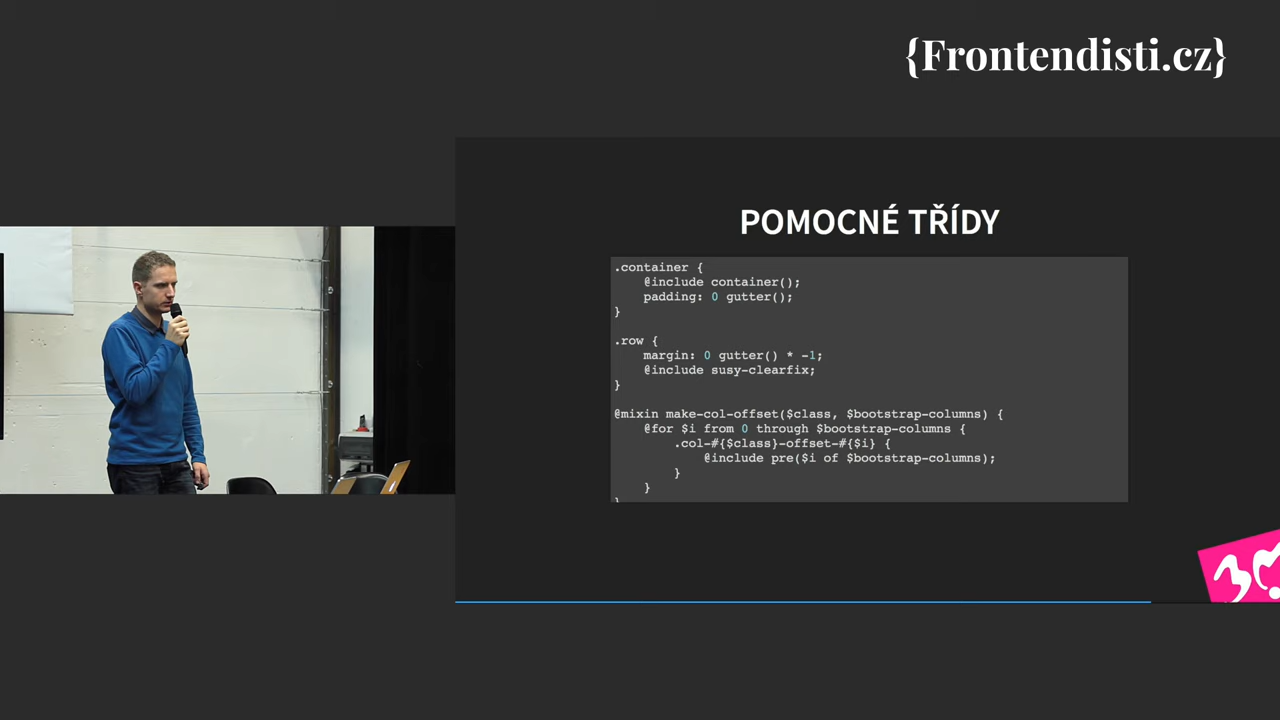 {Frontendisti.cz}
POMOCNÉ TŘÍDY
.container {
    @include container();
    padding: 0 gutter();
}
.row {
    margin: 0 gutter() * -1;
    @include susy-clearfix;
}
@mixin make-col-offset($class, $bootstrap-columns) {
    @for $i from 0 through $bootstrap-columns {
        .col-#{$class}-offset-#{$i} {
            @include pre($i of $bootstrap-columns);
        }
    }
}